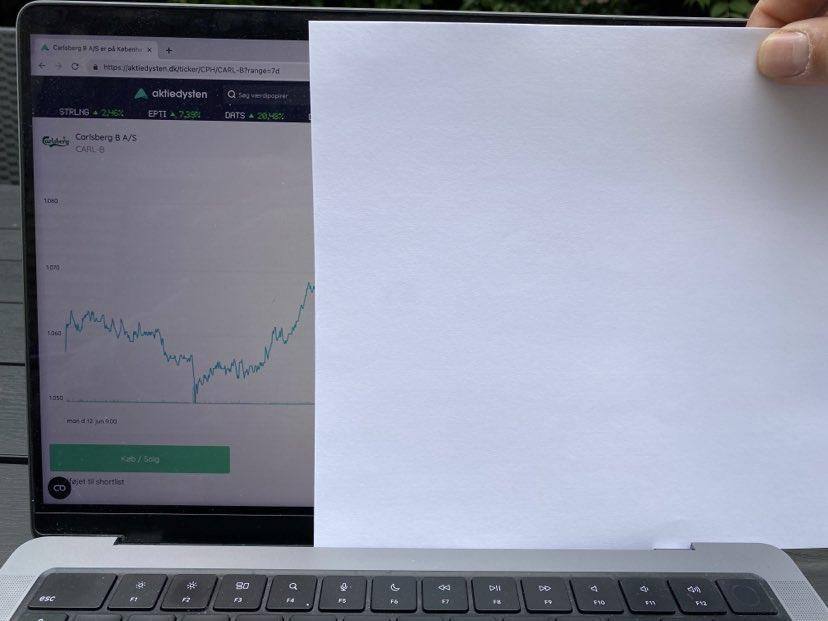 Carlsberg B A/S er på Københa
https://aktiedysten.dk/ticker/CPH/CARL-B?range=7d
aktiedysten
Søg værdipapirer
STRLNG ▲ 2,46% EPTI ▲ 7,39% DATS ▲ 20,48%
Carlsberg
Carlsberg B A/S
CARL-B
1.080
1.070
1.060
1.050
man d. 12. jun 9:00
Køb / Sælg
føjet til shortlist
esc F1 F2 F3 F4 F5 F6 F7 F8 F9 F10 F11 F12